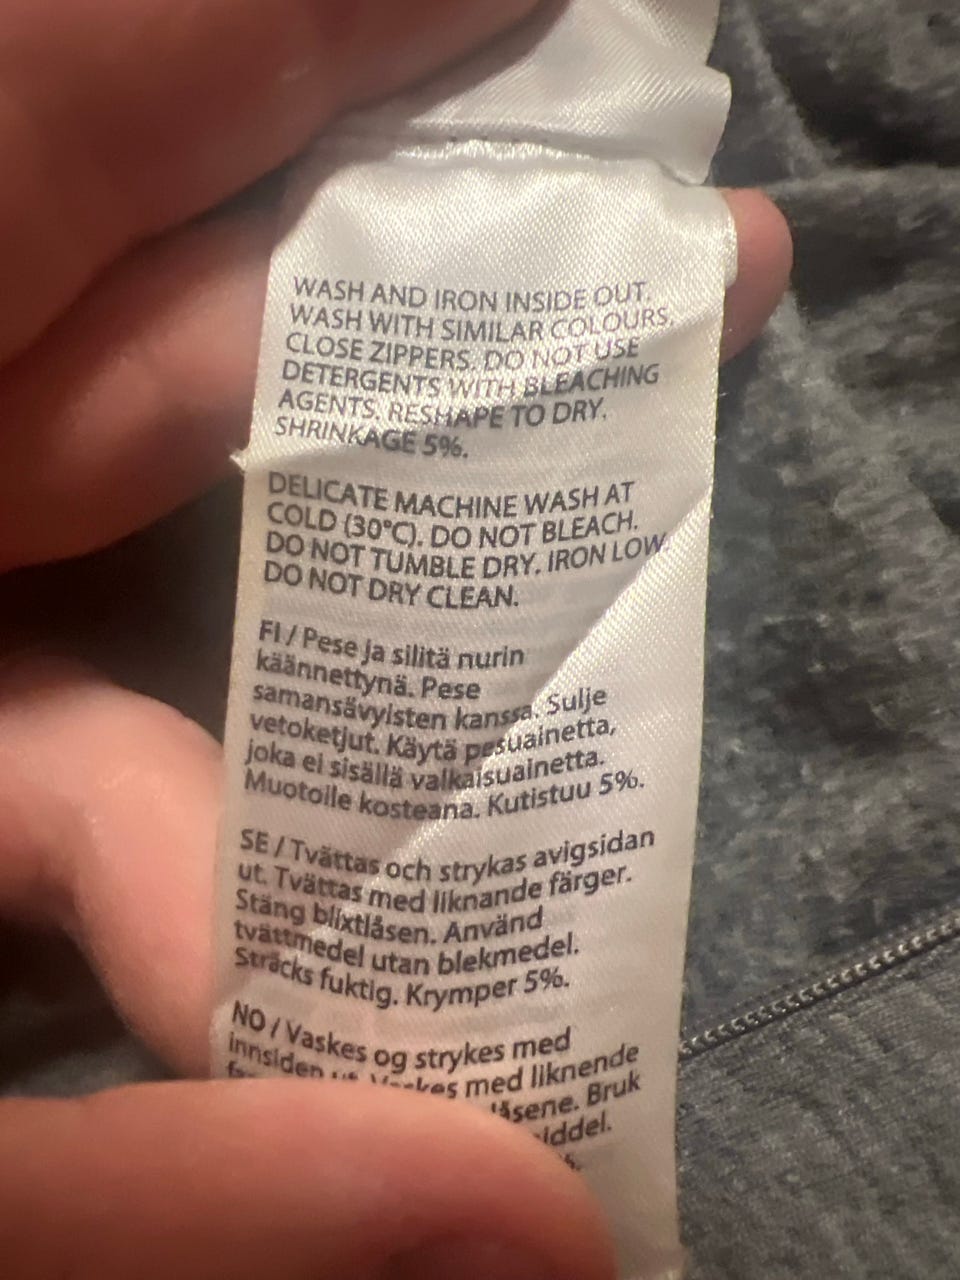 WASH AND IRON INSIDE OUT.
WASH WITH SIMILAR COLOURS.
CLOSE ZIPPERS. DO NOT USE
DETERGENTS WITH BLEACHING
AGENTS. RESHAPE TO DRY.
SHRINKAGE 5%.
DELICATE MACHINE WASH AT
COLD (30°C). DO NOT BLEACH.
DO NOT TUMBLE DRY. IRON LOW.
DO NOT DRY CLEAN.
FI / Pese ja silitä nurin
käännettynä. Pese
samansävyisten kanssa. Sulje
vetoketjut. Käytä pesuainetta,
joka ei sisällä valkaisuainetta.
Muotoile kosteana. Kutistuu 5%.
SE / Tvättas och strykas avigsidan
ut. Tvättas med liknande färger.
Stäng blixtlåsen. Använd
tvättmedel utan blekmedel.
Sträcks fuktig. Krymper 5%.
NO / Vaskes og strykes med
innsiden ut. Vaskes med liknende
Bruk